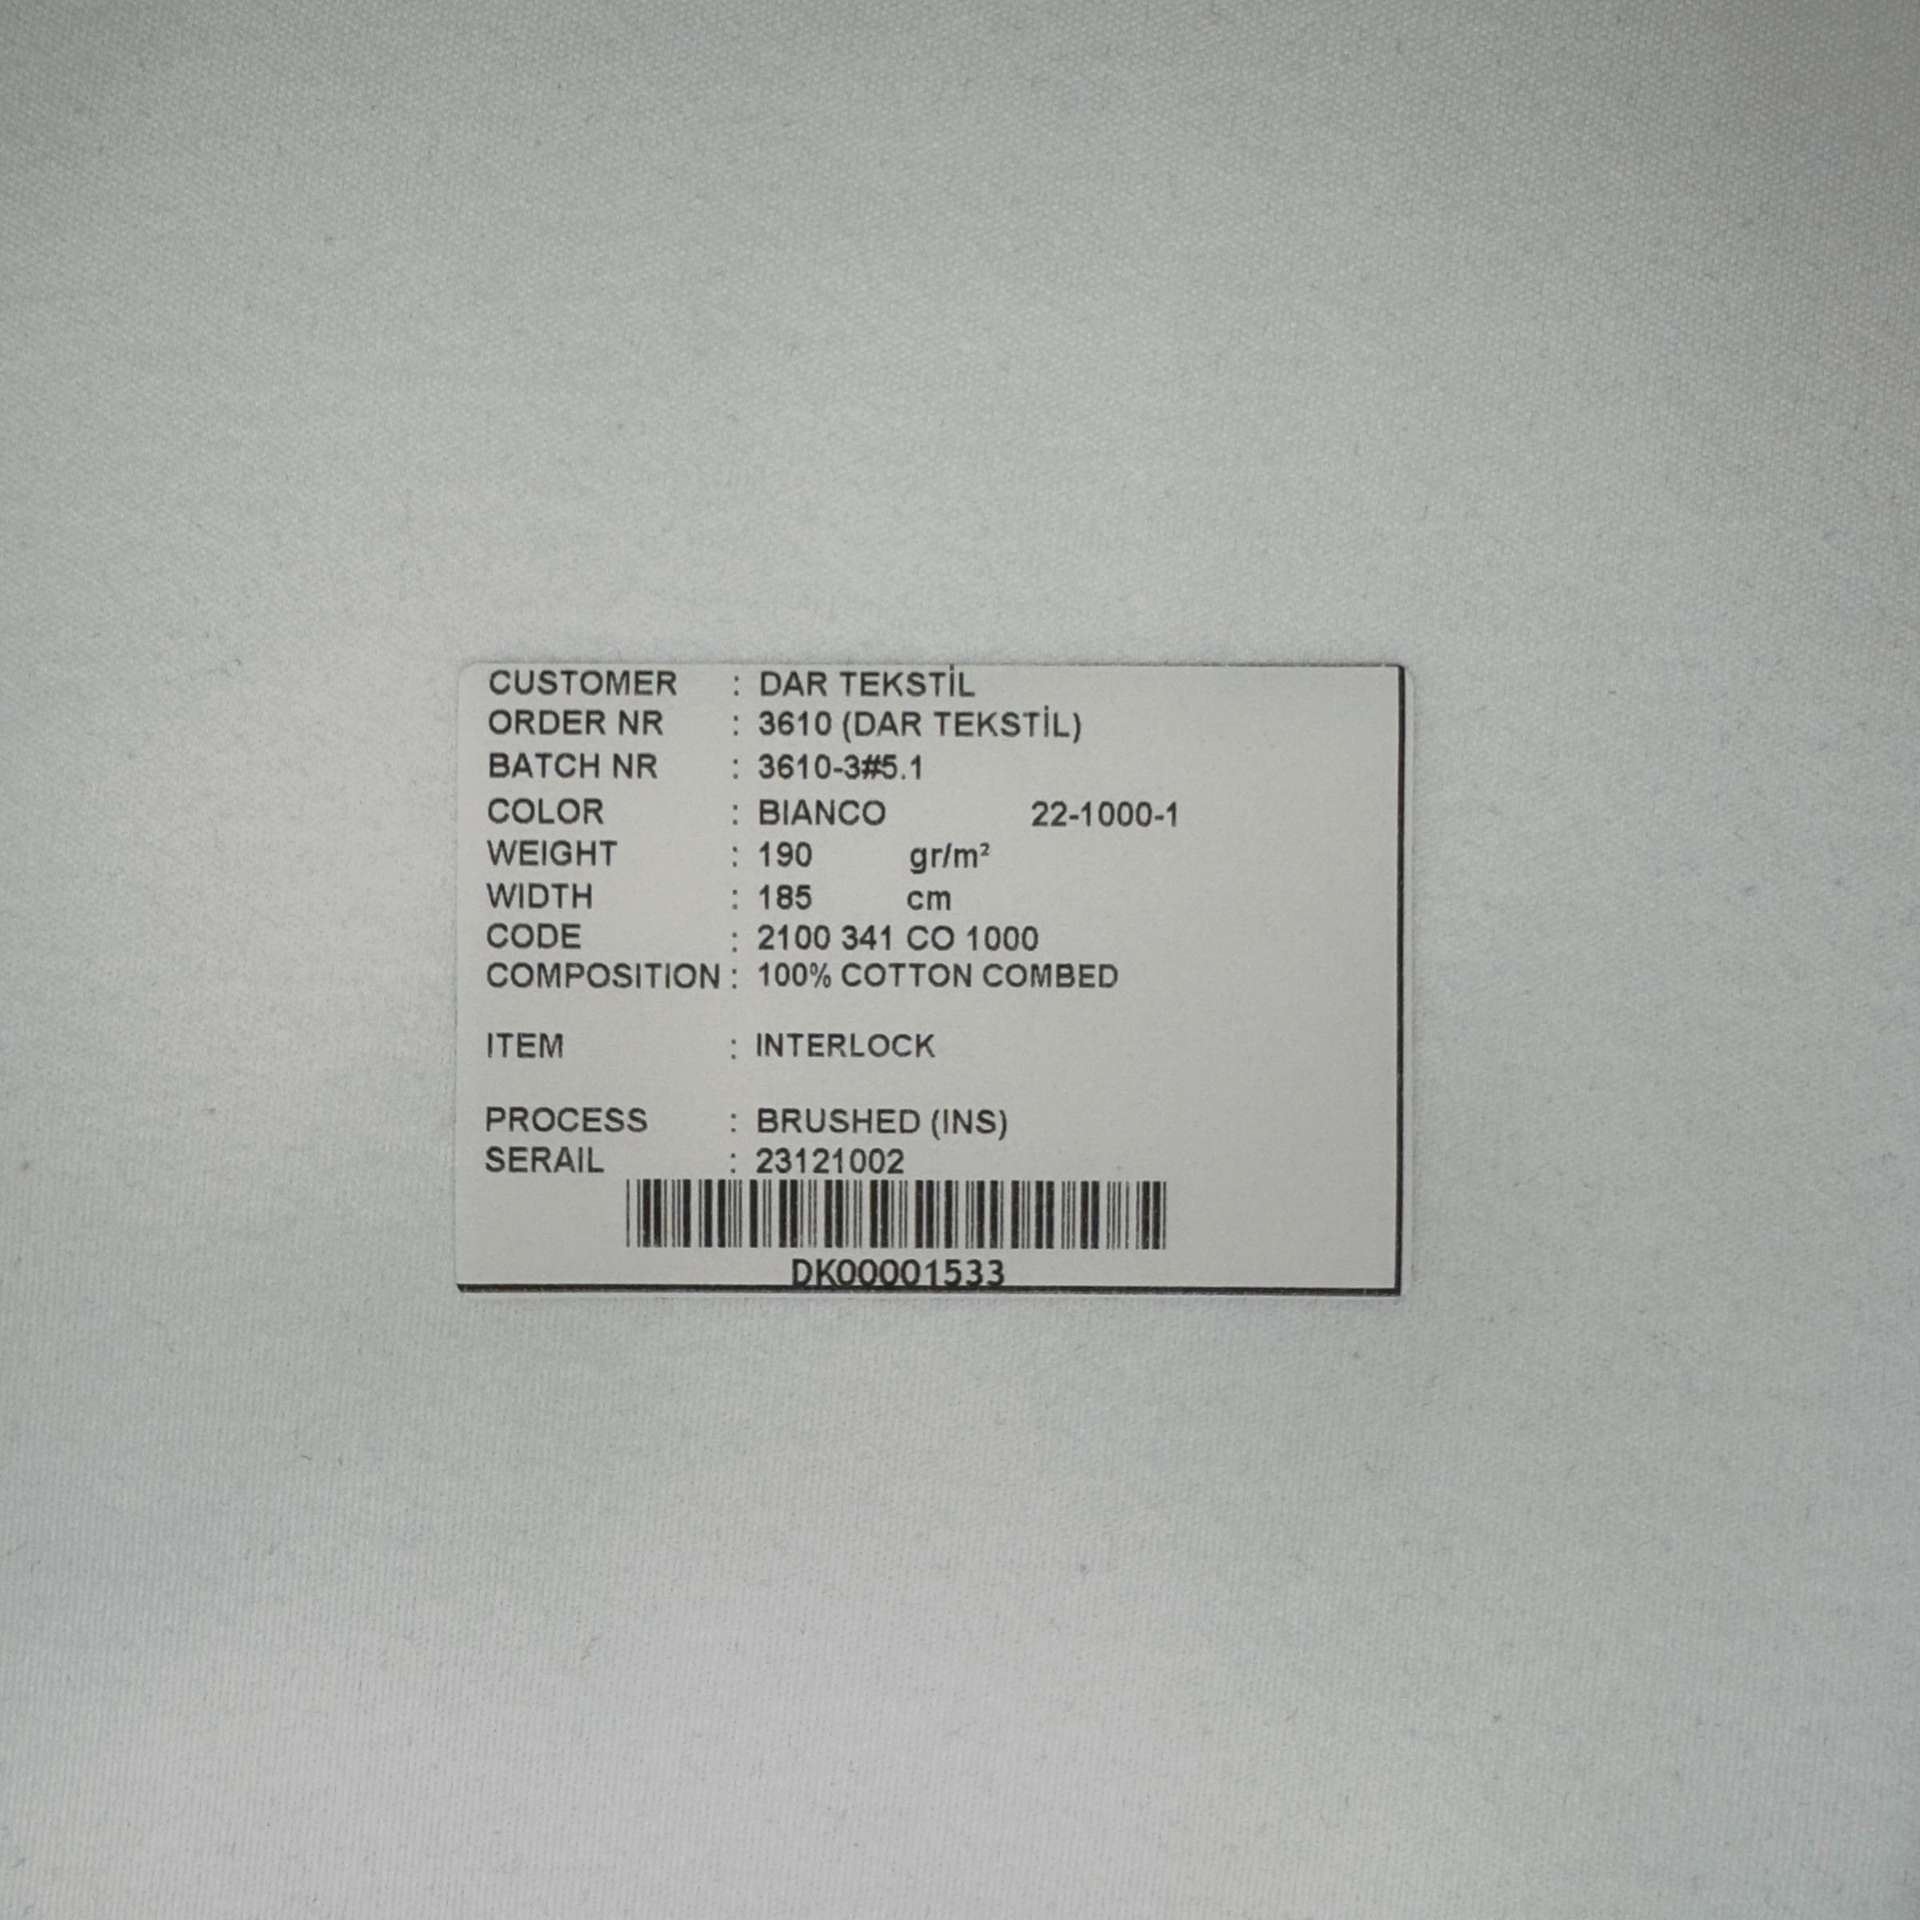 CUSTOMER : DAR TEKSTİL
ORDER NR : 3610 (DAR TEKSTİL)
BATCH NR : 3610-3#5.1
COLOR : BIANCO 22-1000-1
WEIGHT : 190 gr/m²
WIDTH : 185 cm
CODE : 2100 341 CO 1000
COMPOSITION : 100% COTTON COMBED
ITEM : INTERLOCK
PROCESS : BRUSHED (INS)
SERAIL : 23121002
DK00001533